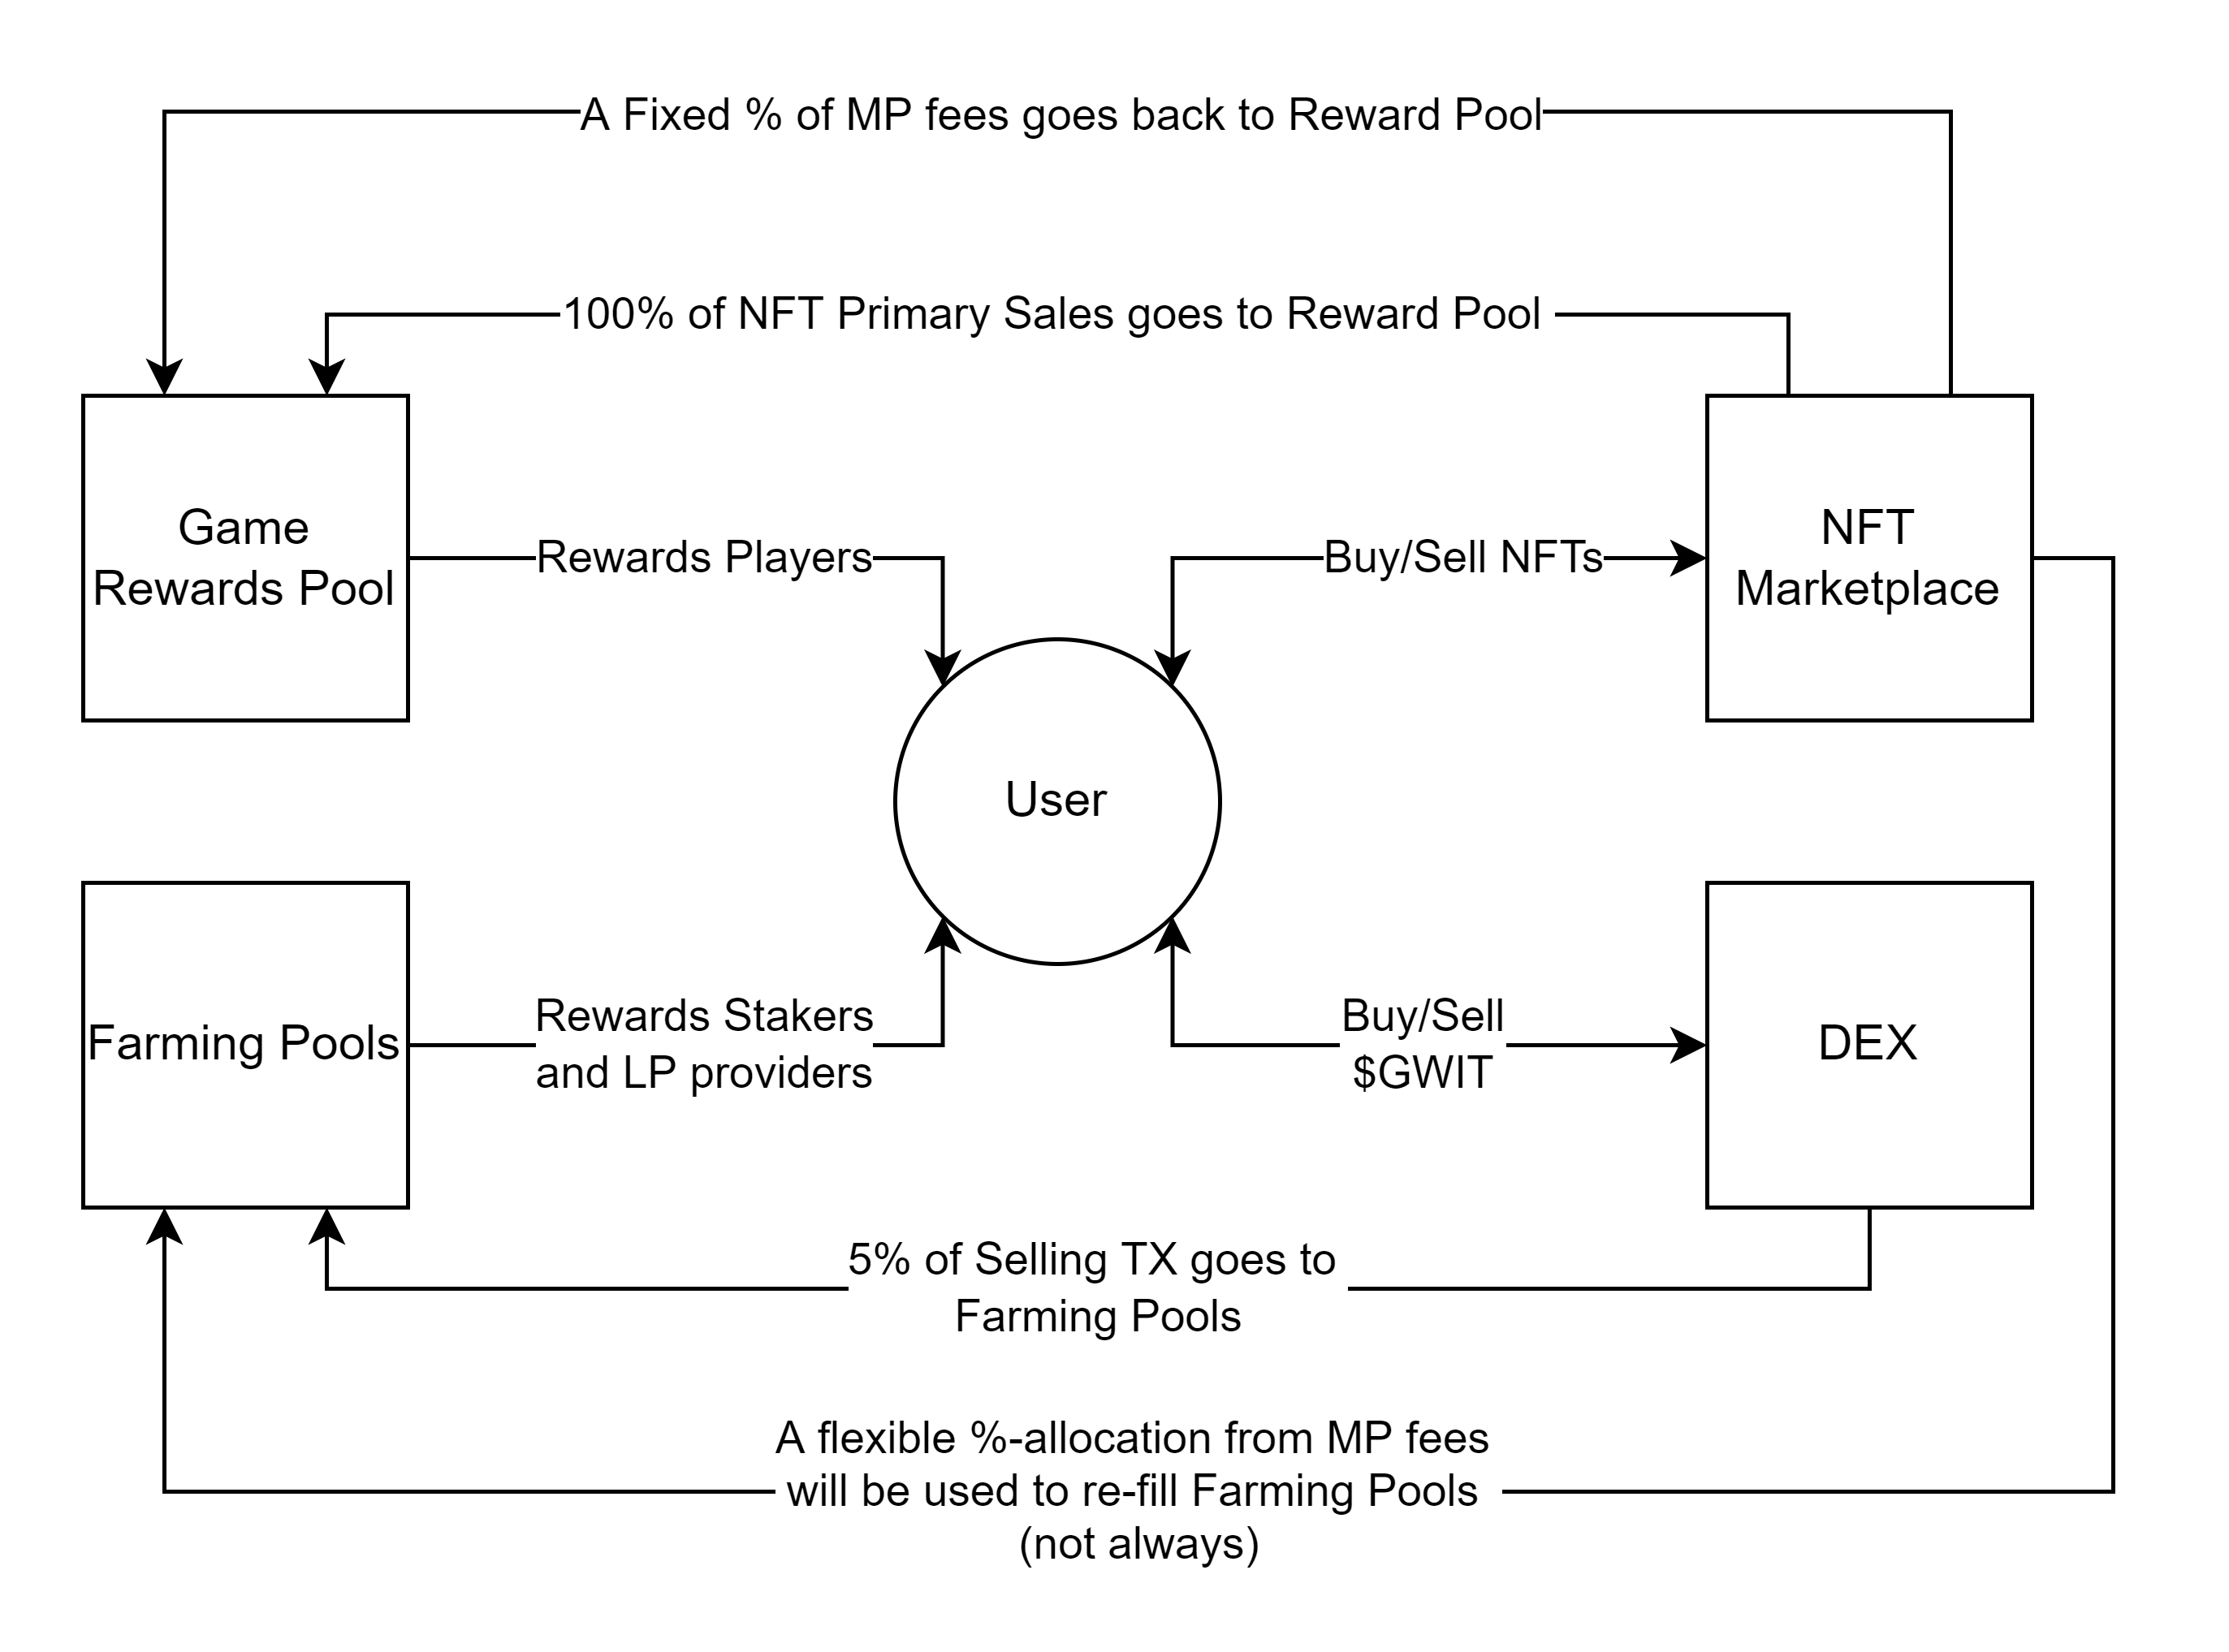 A Fixed % of MP fees goes back to Reward Pool
100% of NFT Primary Sales goes to Reward Pool
Game
Rewards Pool
Rewards Players
Buy/Sell NFTs
NFT
Marketplace
User
Farming Pools
Rewards Stakers
and LP providers
Buy/Sell
$GWIT
DEX
5% of Selling TX goes to
Farming Pools
A flexible %-allocation from MP fees
will be used to re-fill Farming Pools
(not always)